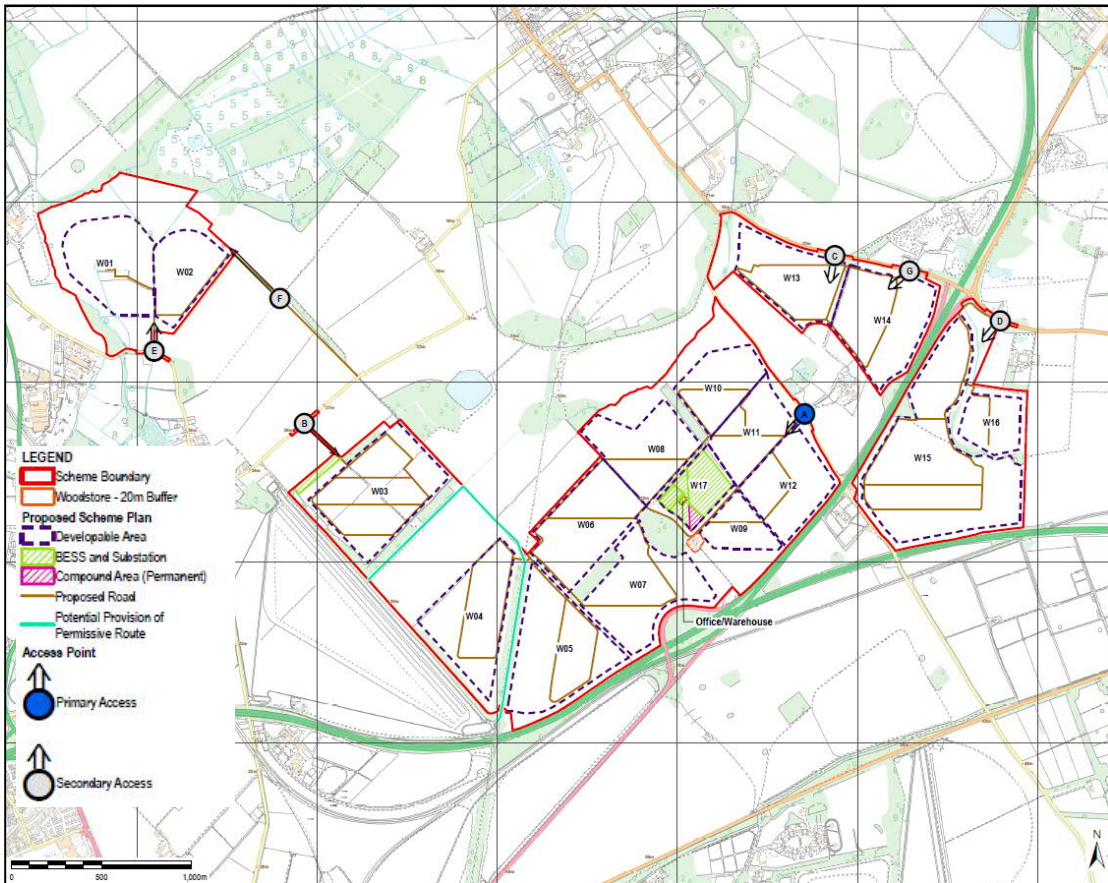 C
G
D
F
E
A
B
W01
W02
W13
W14
W10
W11
W16
W08
W15
W03
W17
W12
W06
W09
W07
W04
W05
Office/Warehouse
LEGEND
Scheme Boundary
Woodstore - 20m Buffer
Proposed Scheme Plan
Developable Area
BESS and Substation
Compound Area (Permanent)
Proposed Road
Potential Provision of
Permissive Route
Access Point
Primary Access
Secondary Access
0 500 1,000m
N